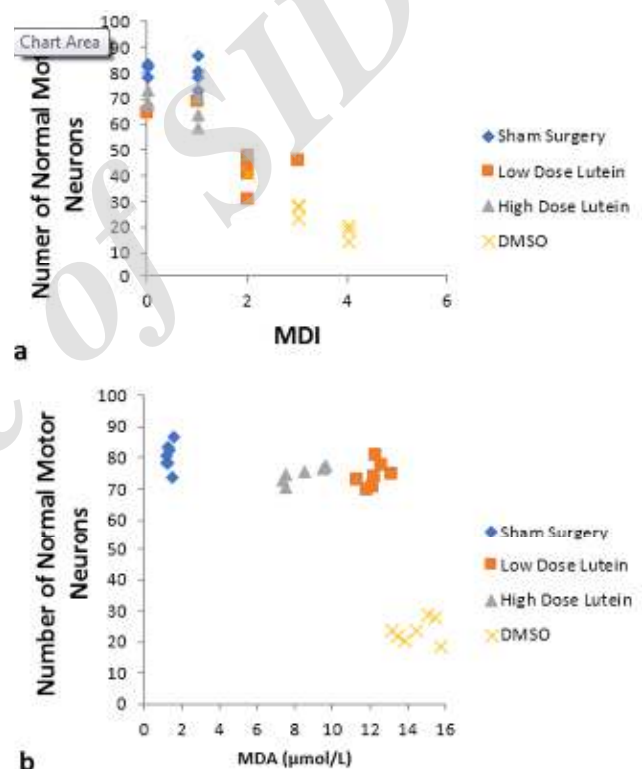 100
90
80
70
60
50
40
30
20
10
0
Chart Area
Numer of Normal Motor
Neurons
0 2 4 6
MDI
Sham Surgery
Low Dose Lutein
High Dose Lutein
DMSO
a
of SID
100
90
80
70
60
50
40
30
20
10
0
Number of Normal Motor
Neurons
0 2 4 6 8 10 12 14 16
MDA (µmol/L)
Sham Surgery
Low Dose Lutein
High Dose Lutein
DMSO
b